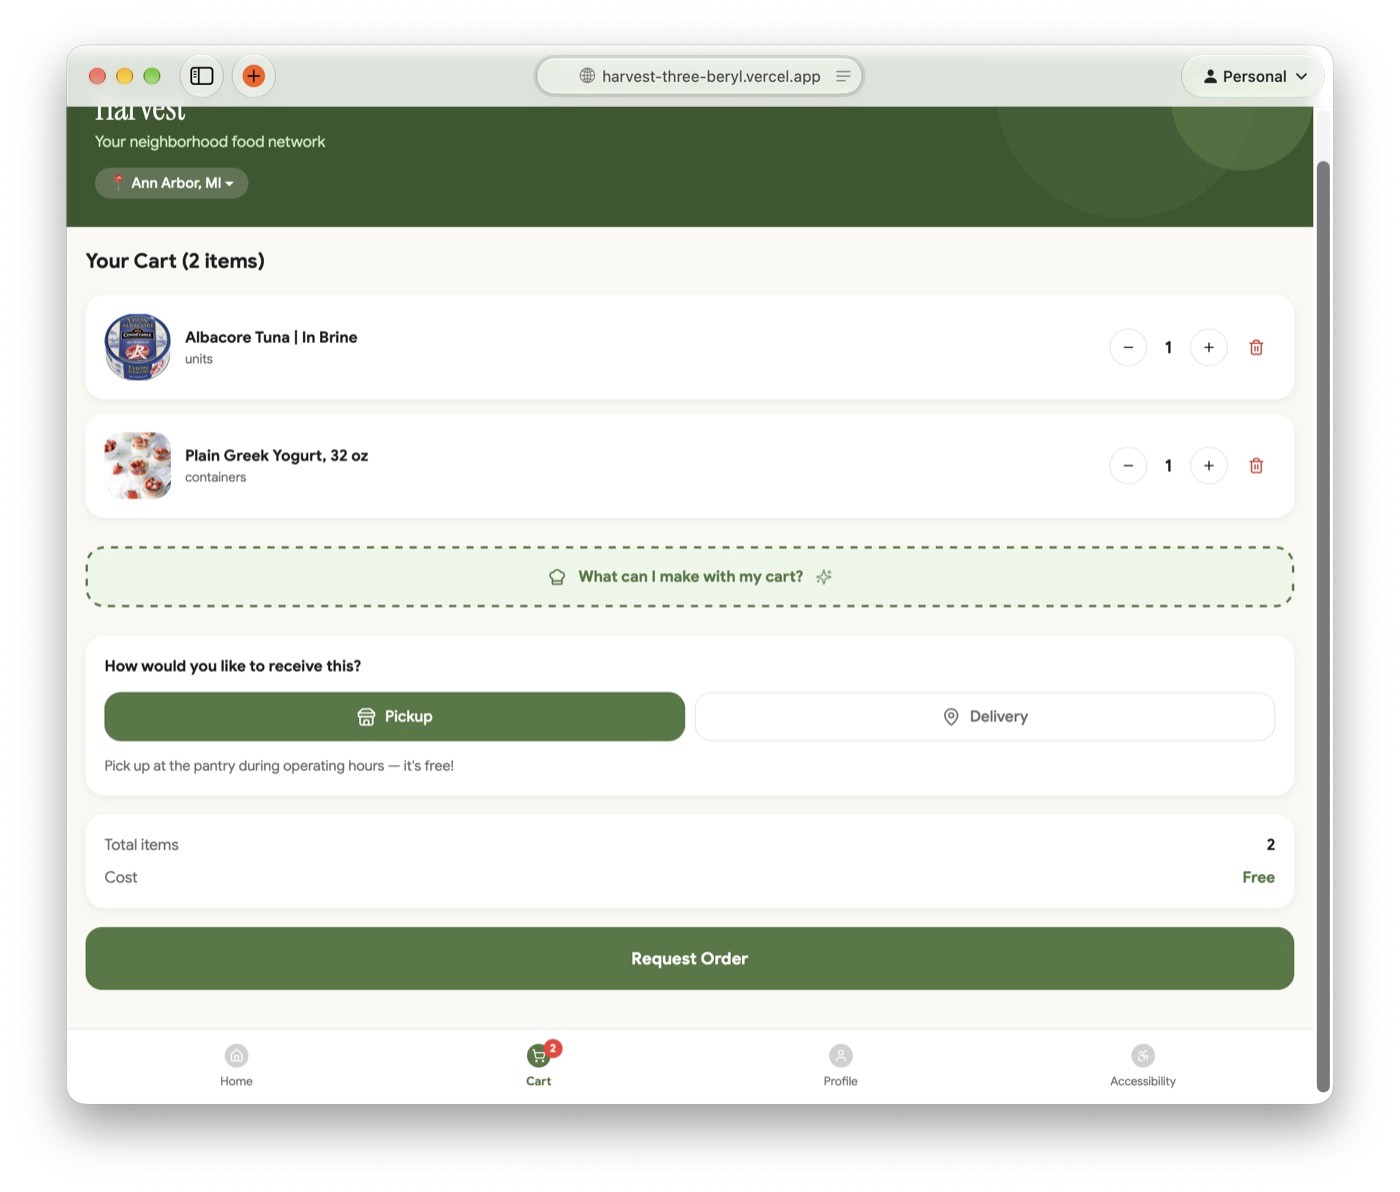 harvest-three-beryl.vercel.app
Personal
harvest
Your neighborhood food network
Ann Arbor, MI
Your Cart (2 items)
Albacore Tuna | In Brine
units
1
Plain Greek Yogurt, 32 oz
containers
1
What can I make with my cart?
How would you like to receive this?
Pickup
Delivery
Pick up at the pantry during operating hours — it's free!
Total items
2
Cost
Free
Request Order
2
Home
Cart
Profile
Accessibility